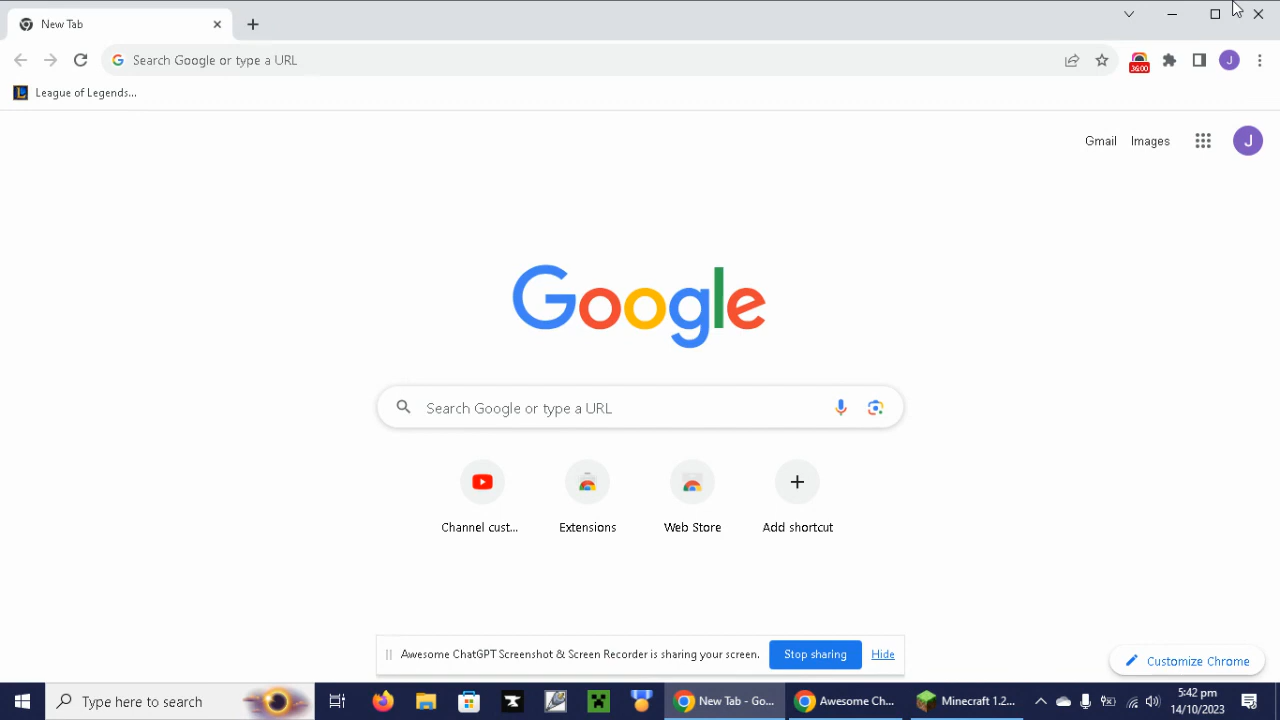 New Tab
Search Google or type a URL
36:00
J
League of Legends...
Gmail
Images
J
Google
Search Google or type a URL
Channel cust...
Extensions
Web Store
Add shortcut
Awesome ChatGPT Screenshot & Screen Recorder is sharing your screen.
Stop sharing
Hide
Customize Chrome
Type here to search
New Tab - Go...
Awesome Ch...
Minecraft 1.2...
5:42 pm
14/10/2023